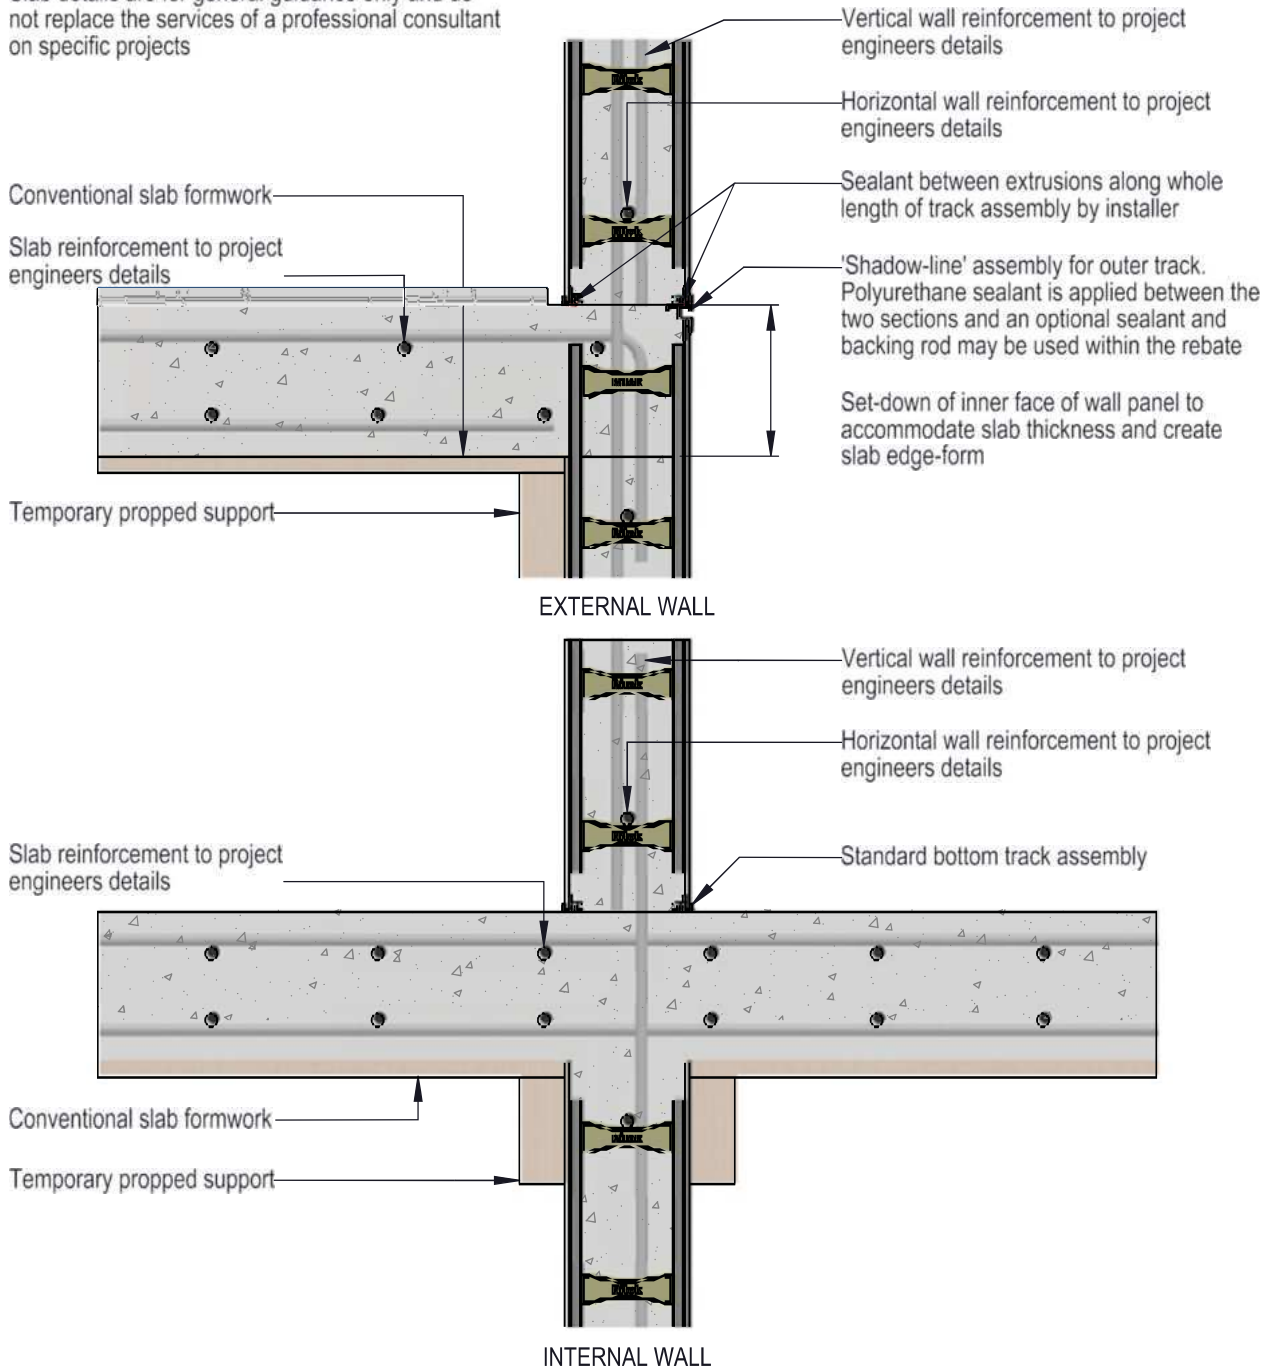 not replace the services of a professional consultant
on specific projects
Vertical wall reinforcement to project
engineers details
Horizontal wall reinforcement to project
engineers details
Conventional slab formwork
Sealant between extrusions along whole
length of track assembly by installer
Slab reinforcement to project
engineers details
'Shadow-line' assembly for outer track.
Polyurethane sealant is applied between the
two sections and an optional sealant and
backing rod may be used within the rebate
Set-down of inner face of wall panel to
accommodate slab thickness and create
slab edge-form
Temporary propped support
EXTERNAL WALL
Vertical wall reinforcement to project
engineers details
Horizontal wall reinforcement to project
engineers details
Slab reinforcement to project
engineers details
Standard bottom track assembly
Conventional slab formwork
Temporary propped support
INTERNAL WALL